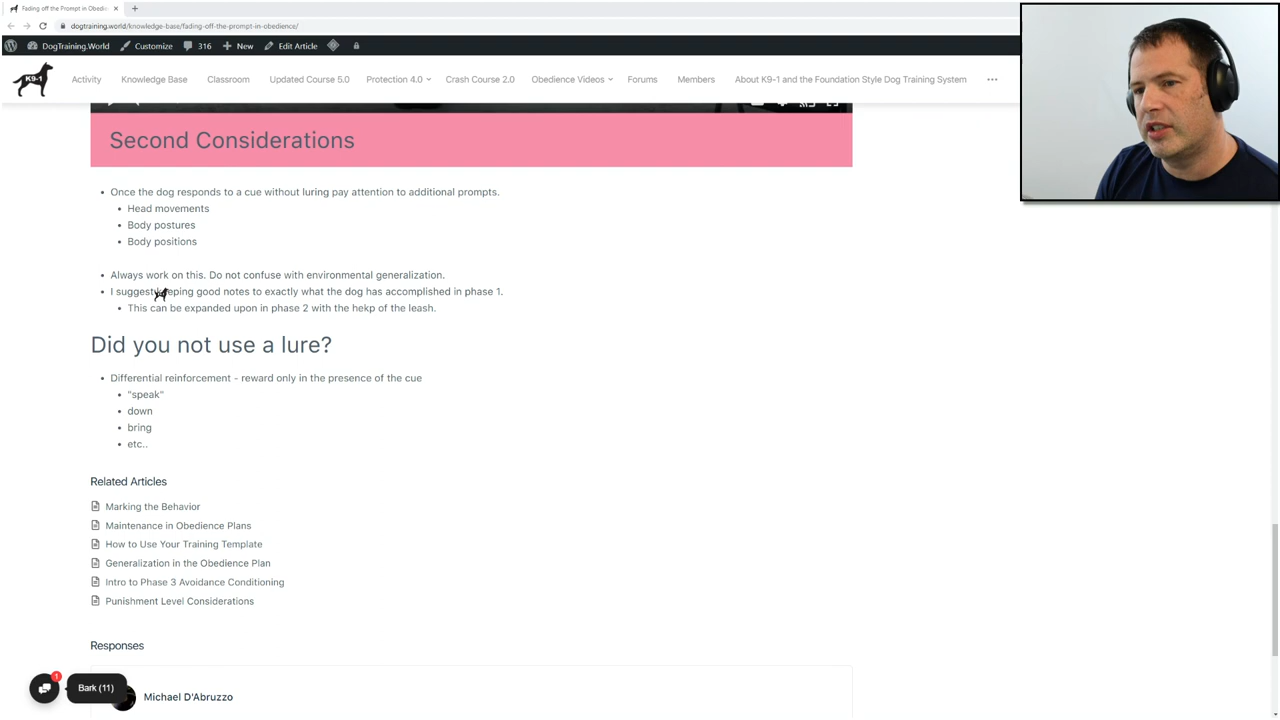 Fading off the Prompt in Obedi
dogtraining.world/knowledge-base/fading-off-the-prompt-in-obedience/
DogTraining.World Customize 316 New Edit Article
K9-1 Activity Knowledge Base Classroom Updated Course 5.0 Protection 4.0 Crash Course 2.0 Obedience Videos Forums Members About K9-1 and the Foundation Style Dog Training System
Second Considerations
Once the dog responds to a cue without luring pay attention to additional prompts.
Head movements
Body postures
Body positions
Always work on this. Do not confuse with environmental generalization.
I suggest keeping good notes to exactly what the dog has accomplished in phase 1.
This can be expanded upon in phase 2 with the hekp of the leash.
Did you not use a lure?
Differential reinforcement - reward only in the presence of the cue
"speak"
down
bring
etc..
Related Articles
Marking the Behavior
Maintenance in Obedience Plans
How to Use Your Training Template
Generalization in the Obedience Plan
Intro to Phase 3 Avoidance Conditioning
Punishment Level Considerations
Responses
1
Bark (11)
Michael D'Abruzzo